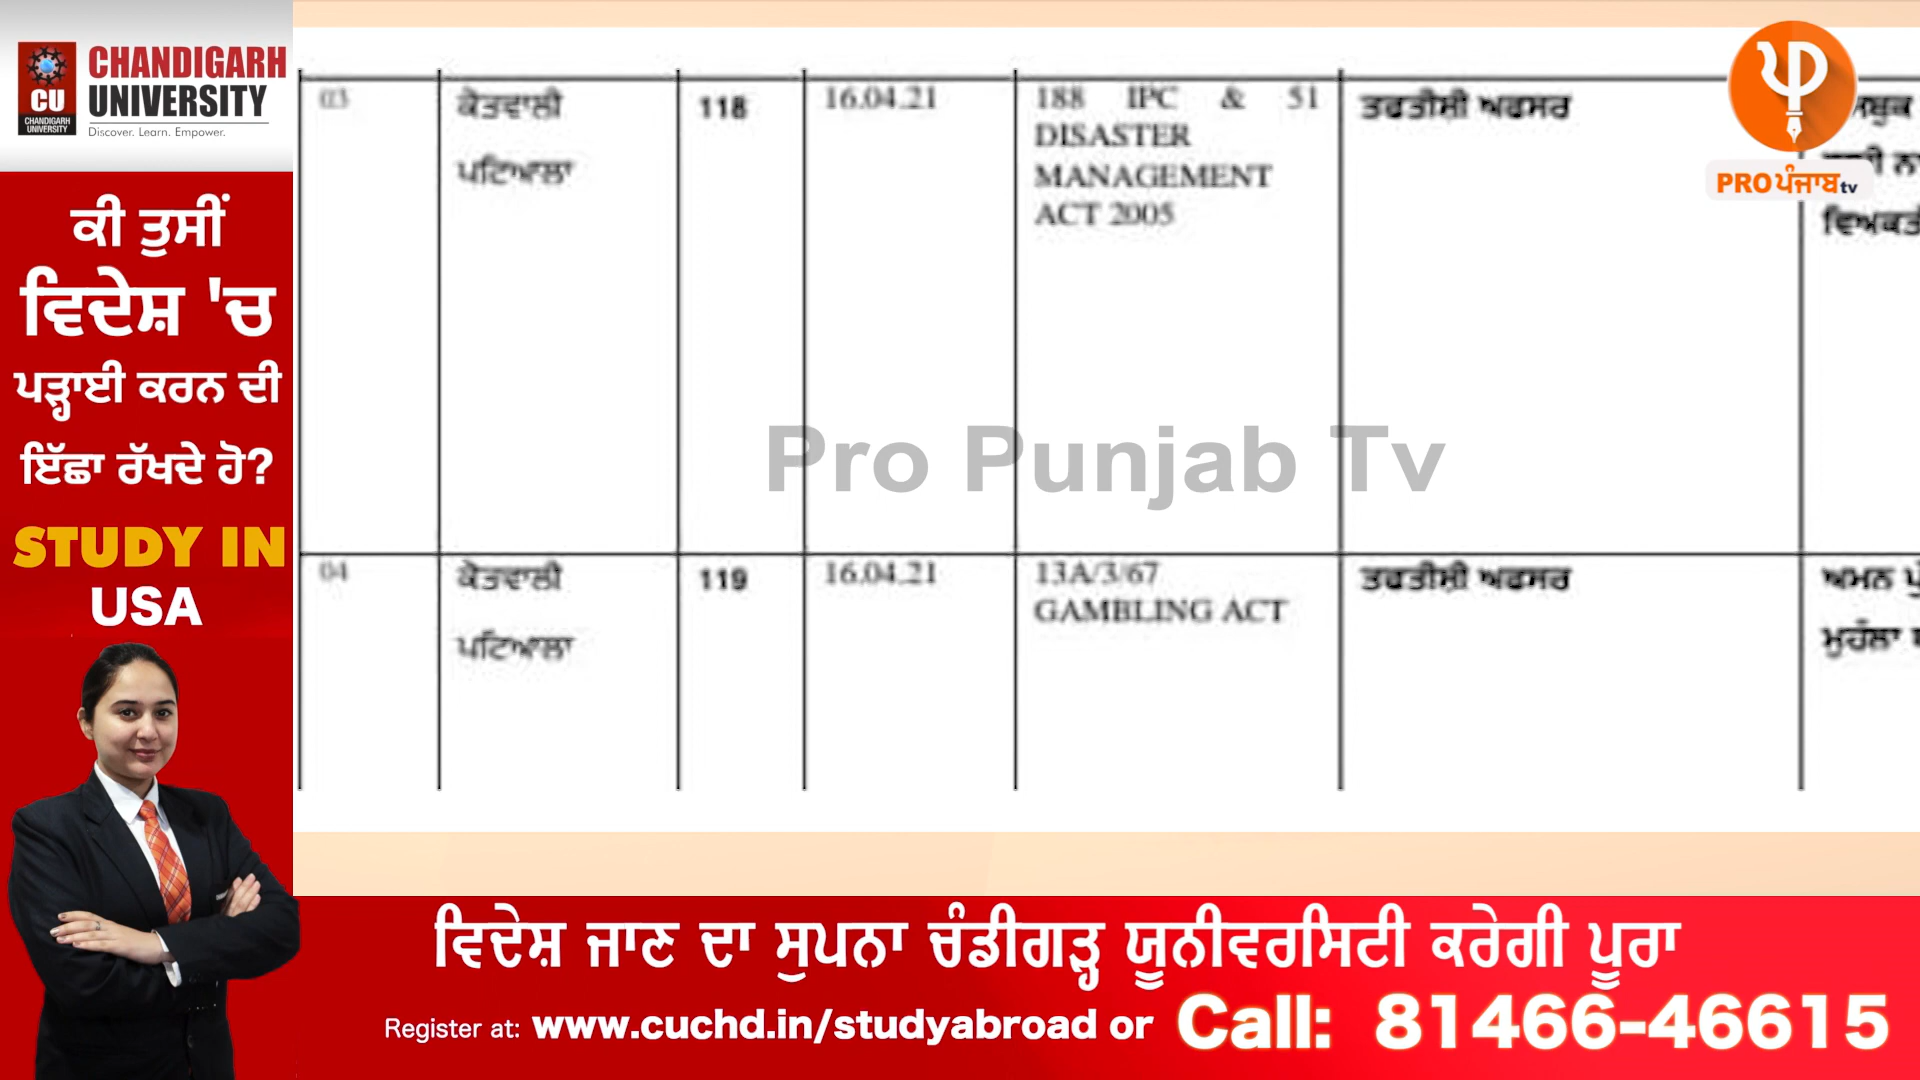 CU
CHANDIGARH
UNIVERSITY
CHANDIGARH
UNIVERSITY
Discover. Learn. Empower.
ਕੀ ਤੁਸੀਂ
ਵਿਦੇਸ਼ 'ਚ
ਪੜ੍ਹਾਈ ਕਰਨ ਦੀ
ਇੱਛਾ ਰੱਖਦੇ ਹੋ?
STUDY IN
USA
03 ਕੋਤਵਾਲੀ 118 16.04.21 188 IPC & 51 ਤਫਤੀਸ਼ੀ ਅਫਸਰ
ਪਟਿਆਲਾ DISASTER
MANAGEMENT
ACT 2005
PRO ਪੰਜਾਬ tv
Pro Punjab Tv
04 ਕੋਤਵਾਲੀ 119 16.04.21 13A/3/67 ਤਫਤੀਸ਼ੀ ਅਫਸਰ ਅਮਨ
ਪਟਿਆਲਾ GAMBLING ACT ਮੁਹੱਲਾ
ਵਿਦੇਸ਼ ਜਾਣ ਦਾ ਸੁਪਨਾ ਚੰਡੀਗੜ੍ਹ ਯੂਨੀਵਰਸਿਟੀ ਕਰੇਗੀ ਪੂਰਾ
Register at: www.cuchd.in/studyabroad or Call: 81466-46615